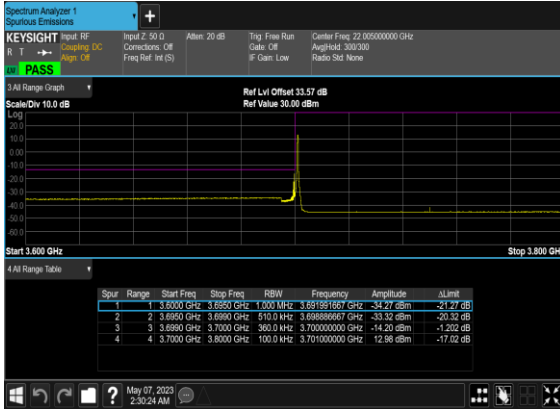 Spectrum Analyzer 1
Spurious Emissions
+
KEYSIGHT Input: RF Input Z: 50 Ω Atten: 20 dB Trig: Free Run Center Freq: 22.005000000 GHz
R T Coupling: DC Corrections: Off Gate: Off Avg|Hold: 300/300
Align: Off Freq Ref: Int (S) IF Gain: Low Radio Std: None
LNI PASS
3 All Range Graph
Ref Lvl Offset 33.57 dB
Scale/Div 10.0 dB Ref Value 30.00 dBm
Log
20.0
10.0
0.00
-10.0
-20.0
-30.0
-40.0
-50.0
-60.0
Start 3.600 GHz Stop 3.800 GH
4 All Range Table
Spur Range Start Freq Stop Freq RBW Frequency Amplitude ΔLimit
1 1 3.6000 GHz 3.6950 GHz 1.000 MHz 3.691991667 GHz -34.27 dBm -21.27 dB
2 2 3.6950 GHz 3.6990 GHz 510.0 kHz 3.698886667 GHz -33.32 dBm -20.32 dB
3 3 3.6990 GHz 3.7000 GHz 360.0 kHz 3.700000000 GHz -14.20 dBm -1.202 dB
4 4 3.7000 GHz 3.8000 GHz 100.0 kHz 3.701000000 GHz 12.98 dBm -17.02 dB
? May 07, 2023
2:30:24 AM